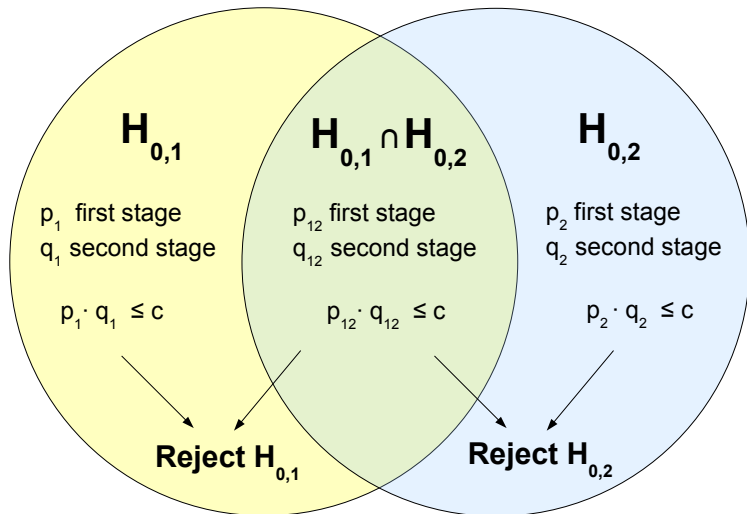 H₀,₁
p₁ first stage
q₁ second stage
p₁· q₁ ≤ c
H₀,₁ ∩ H₀,₂
p₁₂ first stage
q₁₂ second stage
p₁₂· q₁₂ ≤ c
H₀,₂
p₂ first stage
q₂ second stage
p₂· q₂ ≤ c
Reject H₀,₁
Reject H₀,₂